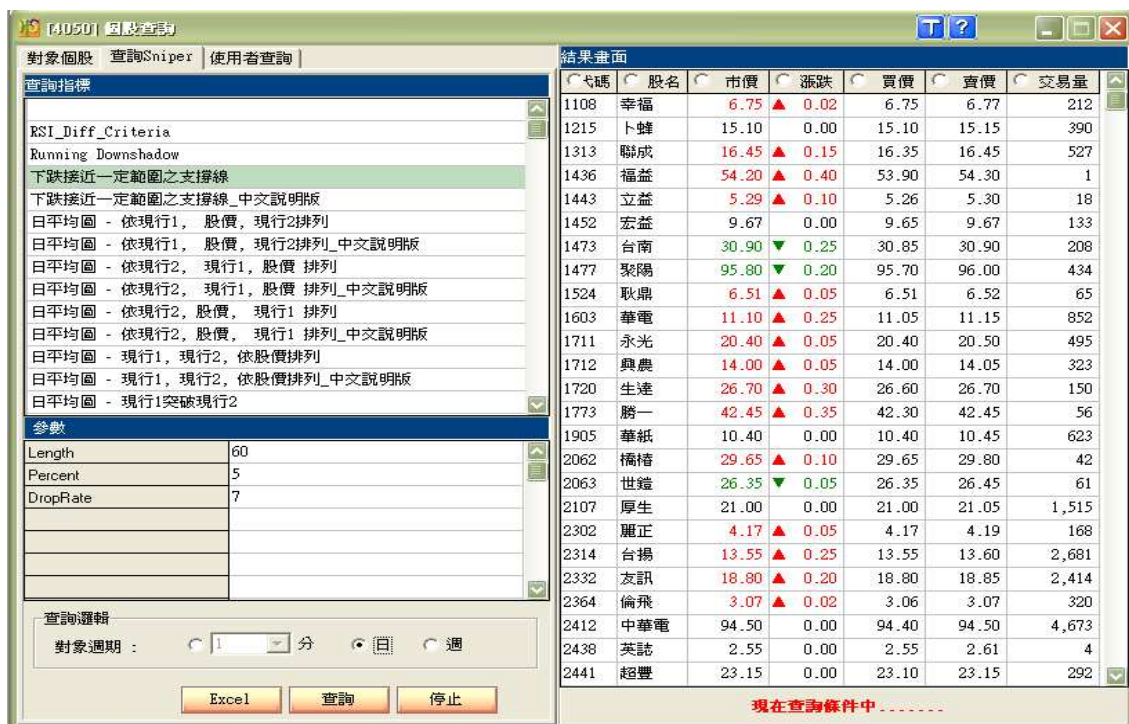 [4050] 個股查詢
T ?
對象個股 查詢Sniper 使用者查詢
查詢指標
RSI_Diff_Criteria
Running Downshadow
下跌接近一定範圍之支撐線
下跌接近一定範圍之支撐線_中文說明版
日平均圖 - 依現行1, 股價, 現行2排列
日平均圖 - 依現行1, 股價, 現行2排列_中文說明版
日平均圖 - 依現行2, 現行1, 股價 排列
日平均圖 - 依現行2, 現行1, 股價 排列_中文說明版
日平均圖 - 依現行2, 股價, 現行1 排列
日平均圖 - 依現行2, 股價, 現行1 排列_中文說明版
日平均圖 - 現行1, 現行2, 依股價排列
日平均圖 - 現行1, 現行2, 依股價排列_中文說明版
日平均圖 - 現行1突破現行2
參數
Length 60
Percent 5
DropRate 7
查詢邏輯
對象週期 : 1 分 日 週
Excel 查詢 停止
結果畫面
代碼 股名 市價 漲跌 買價 賣價 交易量
1108 幸福 6.75 ▲ 0.02 6.75 6.77 212
1215 卜蜂 15.10 0.00 15.10 15.15 390
1313 聯成 16.45 ▲ 0.15 16.35 16.45 527
1436 福益 54.20 ▲ 0.40 53.90 54.30 1
1443 立益 5.29 ▲ 0.10 5.26 5.30 18
1452 宏益 9.67 0.00 9.65 9.67 133
1473 台南 30.90 ▼ 0.25 30.85 30.90 208
1477 聚陽 95.80 ▼ 0.20 95.70 96.00 434
1524 耿鼎 6.51 ▲ 0.05 6.51 6.52 65
1603 華電 11.10 ▲ 0.25 11.05 11.15 852
1711 永光 20.40 ▲ 0.05 20.40 20.50 495
1712 興農 14.00 ▲ 0.05 14.00 14.05 323
1720 生達 26.70 ▲ 0.30 26.60 26.70 150
1773 勝一 42.45 ▲ 0.35 42.30 42.45 56
1905 華紙 10.40 0.00 10.40 10.45 623
2062 橋椿 29.65 ▲ 0.10 29.65 29.80 42
2063 世鎧 26.35 ▼ 0.05 26.35 26.45 61
2107 厚生 21.00 0.00 21.00 21.05 1,515
2302 麗正 4.17 ▲ 0.05 4.17 4.19 168
2314 台揚 13.55 ▲ 0.25 13.55 13.60 2,681
2332 友訊 18.80 ▲ 0.20 18.80 18.85 2,414
2364 倫飛 3.07 ▲ 0.02 3.06 3.07 320
2412 中華電 94.50 0.00 94.40 94.50 4,673
2438 英誌 2.55 0.00 2.55 2.61 4
2441 超豐 23.15 0.00 23.10 23.15 292
現在查詢條件中.......